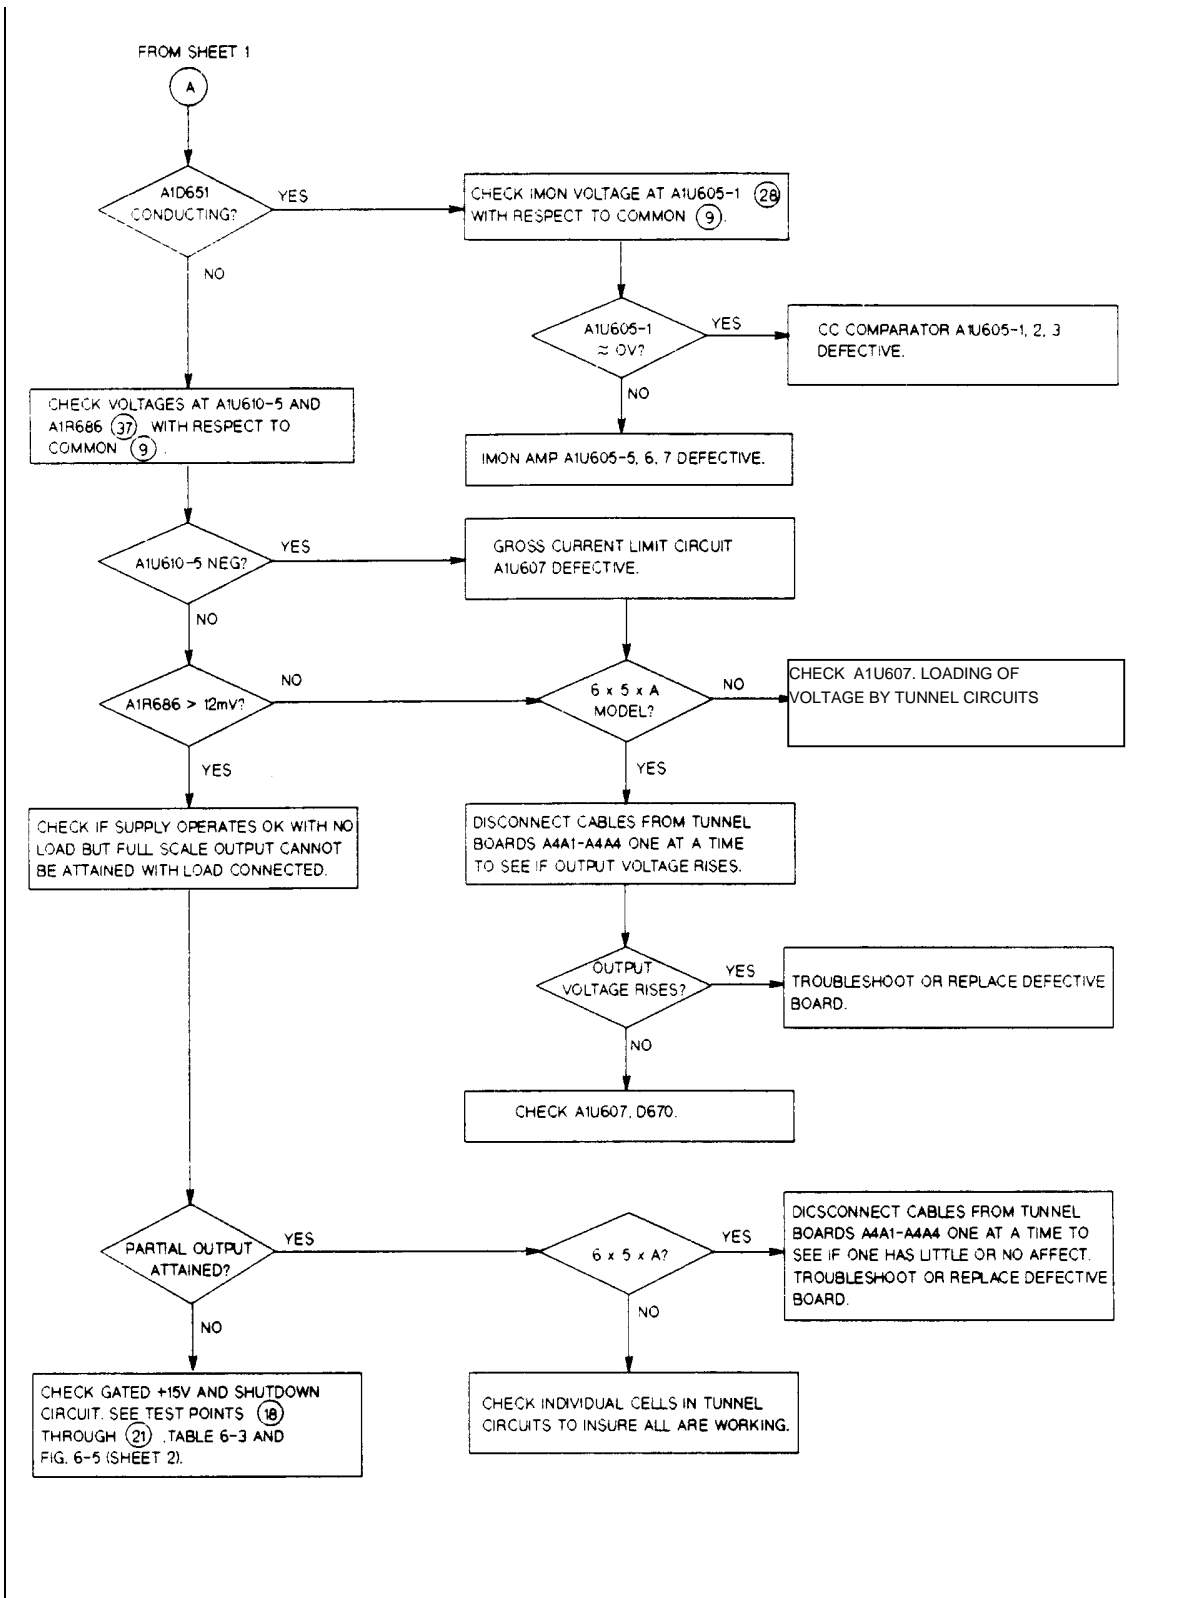 FROM SHEET 1
A
A1D651
CONDUCTING?
YES
NO
CHECK IMON VOLTAGE AT A1U605-1 28
WITH RESPECT TO COMMON 9.
A1U605-1
≈ 0V?
YES
NO
CC COMPARATOR A1U605-1, 2, 3
DEFECTIVE.
IMON AMP A1U605-5, 6, 7 DEFECTIVE.
CHECK VOLTAGES AT A1U610-5 AND
A1R686 37 WITH RESPECT TO
COMMON 9.
A1U610-5 NEG?
YES
NO
GROSS CURRENT LIMIT CIRCUIT
A1U607 DEFECTIVE.
A1R686 > 12mV?
NO
YES
6 x 5 x A
MODEL?
NO
YES
CHECK A1U607. LOADING OF
VOLTAGE BY TUNNEL CIRCUITS
CHECK IF SUPPLY OPERATES OK WITH NO
LOAD BUT FULL SCALE OUTPUT CANNOT
BE ATTAINED WITH LOAD CONNECTED.
DISCONNECT CABLES FROM TUNNEL
BOARDS A4A1-A4A4 ONE AT A TIME
TO SEE IF OUTPUT VOLTAGE RISES.
OUTPUT
VOLTAGE RISES?
YES
NO
TROUBLESHOOT OR REPLACE DEFECTIVE
BOARD.
CHECK A1U607, D670.
PARTIAL OUTPUT
ATTAINED?
YES
NO
6 x 5 x A?
YES
NO
DICSCONNECT CABLES FROM TUNNEL
BOARDS A4A1-A4A4 ONE AT A TIME TO
SEE IF ONE HAS LITTLE OR NO AFFECT.
TROUBLESHOOT OR REPLACE DEFECTIVE
BOARD.
CHECK GATED +15V AND SHUTDOWN
CIRCUIT. SEE TEST POINTS 18
THROUGH 21 .TABLE 6-3 AND
FIG. 6-5 (SHEET 2).
CHECK INDIVIDUAL CELLS IN TUNNEL
CIRCUITS TO INSURE ALL ARE WORKING.